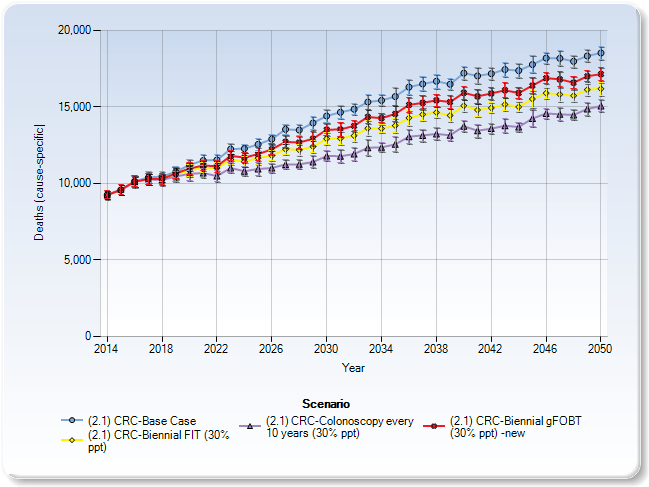 20,000
15,000
10,000
5,000
0
Deaths (cause-specific)
2014 2018 2022 2026 2030 2034 2038 2042 2046 2050
Year
Scenario
(2.1) CRC-Base Case
(2.1) CRC-Biennial FIT (30%
ppt)
(2.1) CRC-Colonoscopy every
10 years (30% ppt)
(2.1) CRC-Biennial gFOBT
(30% ppt) -new